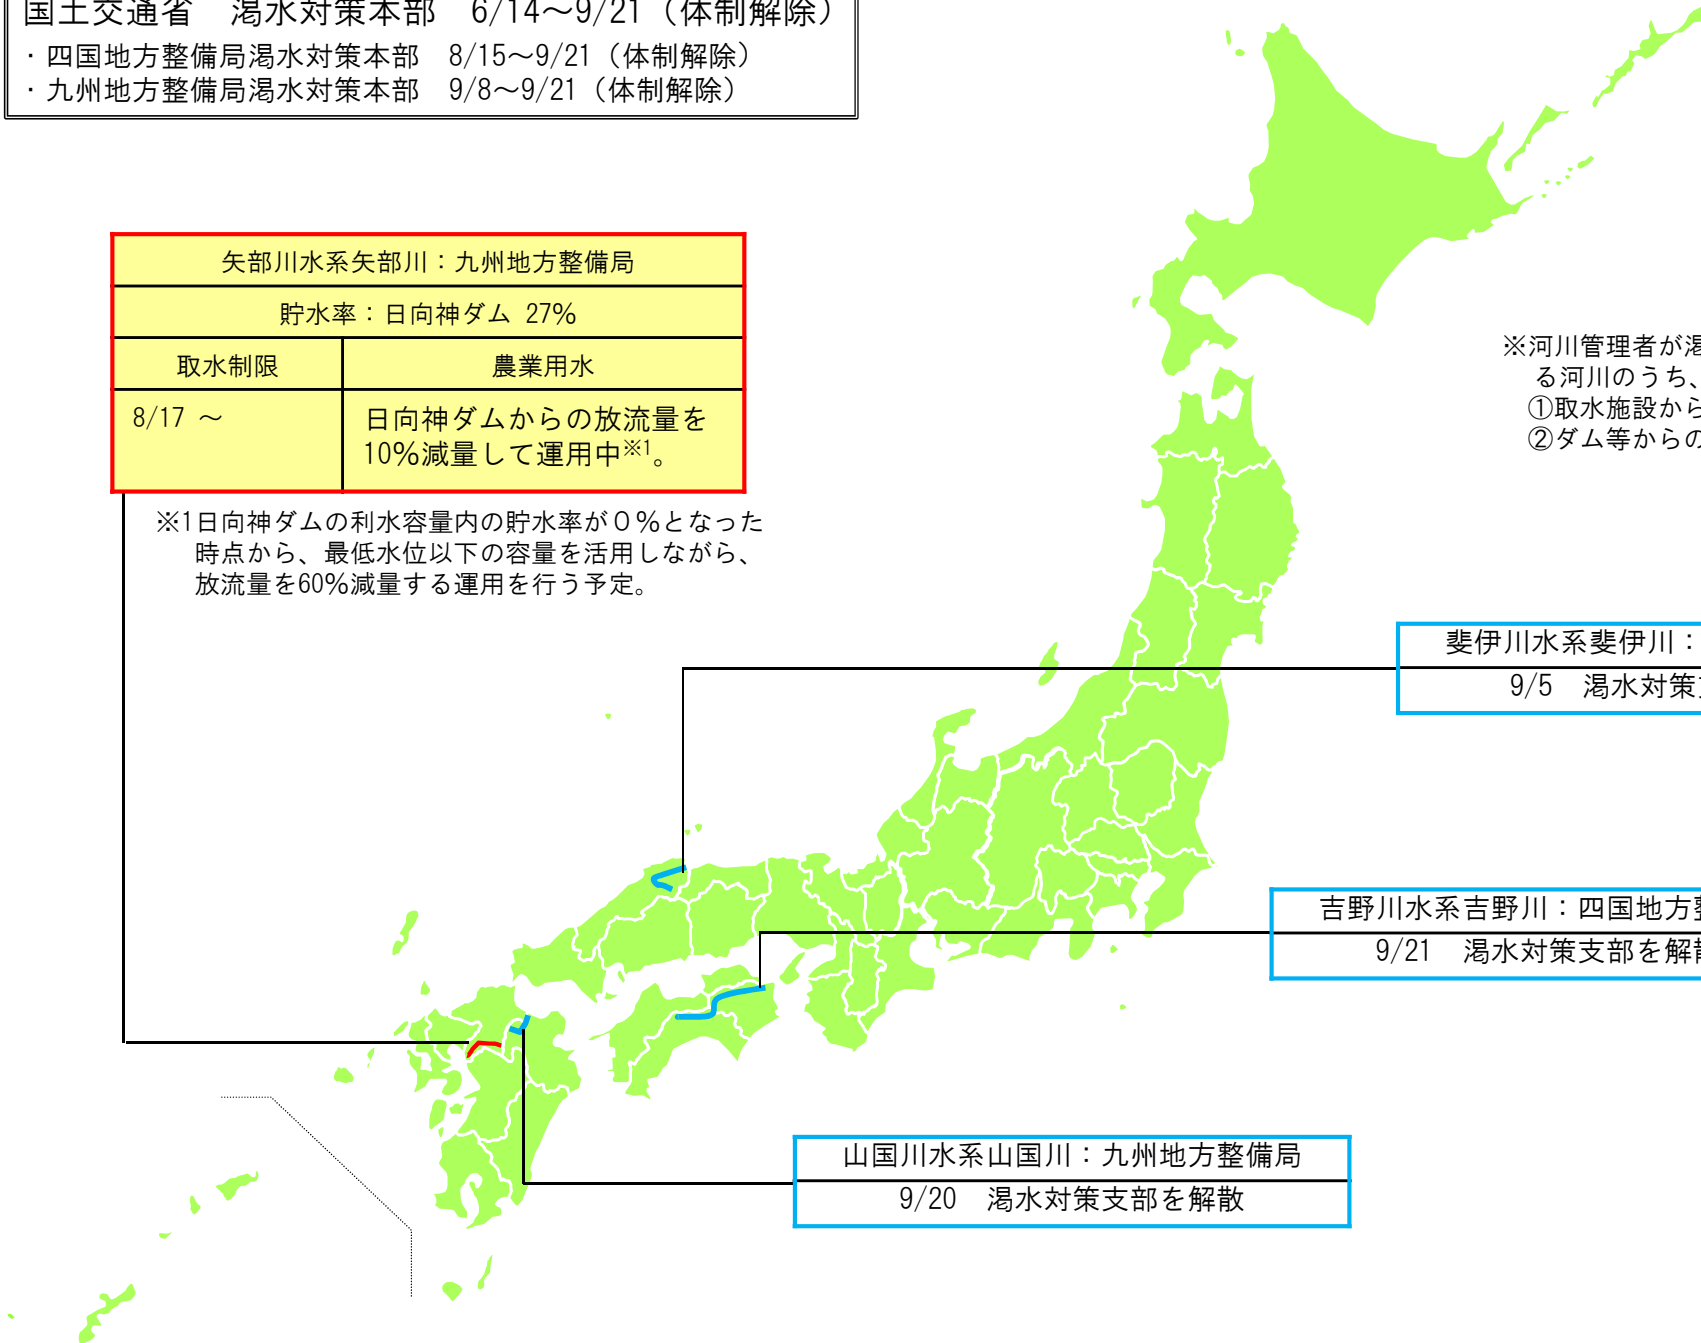 国土交通省　渇水対策本部　6/14～9/21（体制解除）
・四国地方整備局渇水対策本部　8/15～9/21（体制解除）
・九州地方整備局渇水対策本部　9/8～9/21（体制解除）
矢部川水系矢部川：九州地方整備局
貯水率：日向神ダム 27%
取水制限　農業用水
8/17 ～　日向神ダムからの放流量を
10%減量して運用中※1。
※1日向神ダムの利水容量内の貯水率が０％となった
時点から、最低水位以下の容量を活用しながら、
放流量を60%減量する運用を行う予定。
※河川管理者が渇
る河川のうち、
①取水施設から
②ダム等からの
斐伊川水系斐伊川：
9/5　渇水対策
吉野川水系吉野川：四国地方整
9/21　渇水対策支部を解散
山国川水系山国川：九州地方整備局
9/20　渇水対策支部を解散